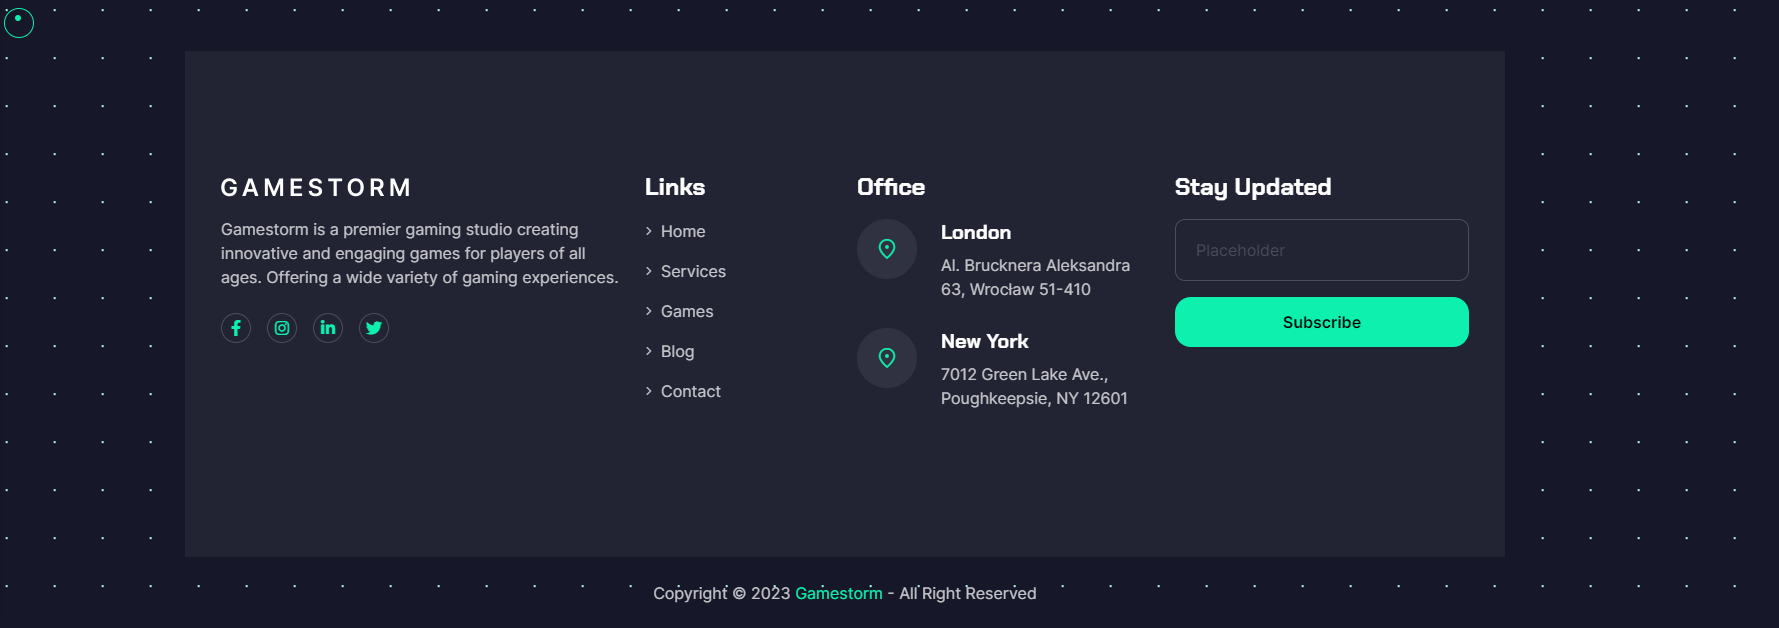 GAMESTORM
Gamestorm is a premier gaming studio creating
innovative and engaging games for players of all
ages. Offering a wide variety of gaming experiences.
Links
Home
Services
Games
Blog
Contact
Office
London
Al. Brucknera Aleksandra
63, Wrocław 51-410
New York
7012 Green Lake Ave.,
Poughkeepsie, NY 12601
Stay Updated
Placeholder
Subscribe
Copyright © 2023 Gamestorm - All Right Reserved